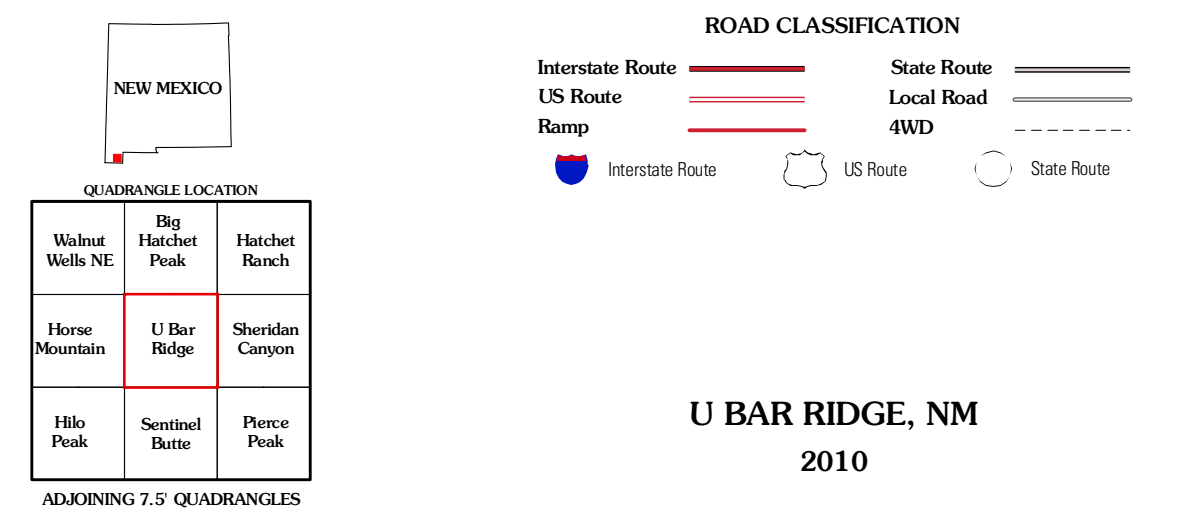 NEW MEXICO
QUADRANGLE LOCATION
Walnut
Wells NE
Big
Hatchet
Peak
Hatchet
Ranch
Horse
Mountain
U Bar
Ridge
Sheridan
Canyon
Hilo
Peak
Sentinel
Butte
Pierce
Peak
ADJOINING 7.5' QUADRANGLES
ROAD CLASSIFICATION
Interstate Route
State Route
US Route
Local Road
Ramp
4WD
Interstate Route
US Route
State Route
U BAR RIDGE, NM
2010